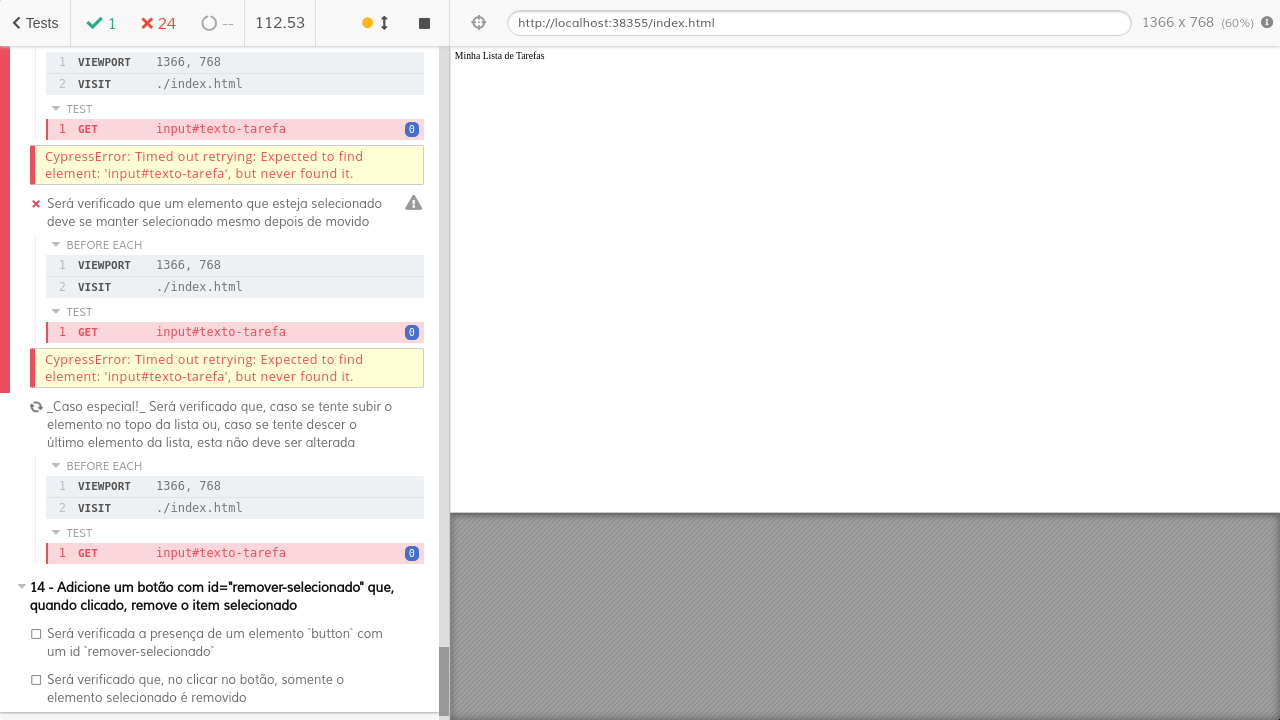 Tests
1
24
--
112.53
http://localhost:38355/index.html
1366 x 768 (60%)
Minha Lista de Tarefas
1 VIEWPORT 1366, 768
2 VISIT ./index.html
TEST
1 GET input#texto-tarefa 0
CypressError: Timed out retrying: Expected to find
element: 'input#texto-tarefa', but never found it.
Será verificado que um elemento que esteja selecionado
deve se manter selecionado mesmo depois de movido
BEFORE EACH
1 VIEWPORT 1366, 768
2 VISIT ./index.html
TEST
1 GET input#texto-tarefa 0
CypressError: Timed out retrying: Expected to find
element: 'input#texto-tarefa', but never found it.
_Caso especial!_ Será verificado que, caso se tente subir o
elemento no topo da lista ou, caso se tente descer o
último elemento da lista, esta não deve ser alterada
BEFORE EACH
1 VIEWPORT 1366, 768
2 VISIT ./index.html
TEST
1 GET input#texto-tarefa 0
14 - Adicione um botão com id="remover-selecionado" que,
quando clicado, remove o item selecionado
Será verificada a presença de um elemento `button` com
um id `remover-selecionado`
Será verificado que, no clicar no botão, somente o
elemento selecionado é removido